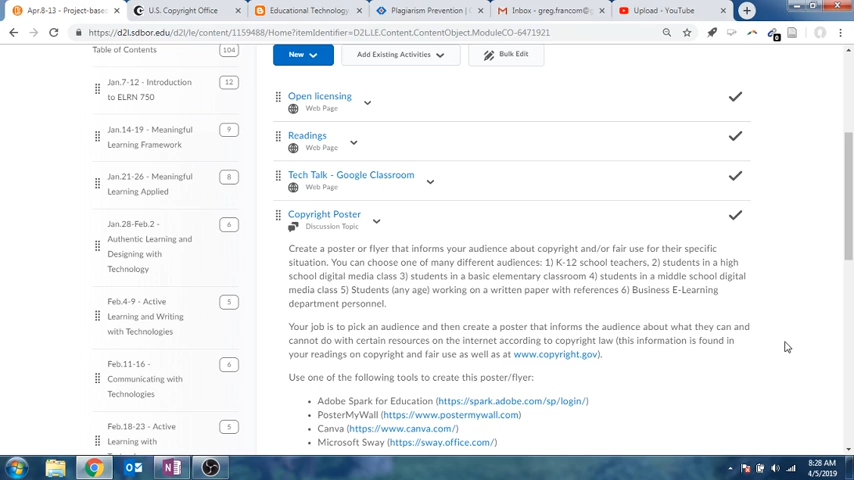 Apr.8-13 - Project-base
U.S. Copyright Office
Educational Technology
Plagiarism Prevention |
Gmail - Inbox - greg.francom@
Upload - YouTube
https://d2l.sdbor.edu/d2l/le/content/1159488/Home?itemIdentifier=D2L.LE.Content.ContentObject.ModuleCO-6471921
Table of Contents
104
New
Add Existing Activities
Bulk Edit
Jan.7-12 - Introduction
to ELRN 750
12
Open licensing
Web Page
Jan.14-19 - Meaningful
Learning Framework
9
Readings
Web Page
Jan.21-26 - Meaningful
Learning Applied
8
Tech Talk - Google Classroom
Web Page
Jan.28-Feb.2 -
Authentic Learning and
Designing with
Technology
6
Copyright Poster
Discussion Topic
Create a poster or flyer that informs your audience about copyright and/or fair use for their specific
situation. You can choose one of many different audiences: 1) K-12 school teachers, 2) students in a high
school digital media class 3) students in a basic elementary classroom 4) students in a middle school digital
media class 5) Students (any age) working on a written paper with references 6) Business E-Learning
department personnel.
Feb.4-9 - Active
Learning and Writing
with Technologies
5
Your job is to pick an audience and then create a poster that informs the audience about what they can and
cannot do with certain resources on the internet according to copyright law (this information is found in
your readings on copyright and fair use as well as at www.copyright.gov).
Feb.11-16 -
Communicating with
Technologies
6
Use one of the following tools to create this poster/flyer:
Adobe Spark for Education (https://spark.adobe.com/sp/login/)
PosterMyWall (https://www.postermywall.com)
Canva (https://www.canva.com/)
Microsoft Sway (https://sway.office.com/)
Feb.18-23 - Active
Learning with
5
8:28 AM
4/5/2019